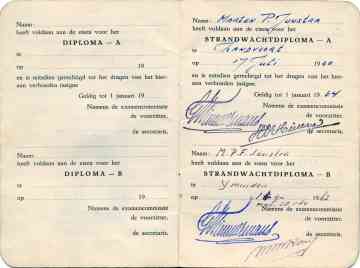 Naam:
heeft voldaan aan de eisen voor het
DIPLOMA — A
te
op 19
en is mitsdien gerechtigd tot het dragen van het hier-
aan verbonden insigne
Geldig tot 1 januari 19
Namens de examencommissie
de voorzitter,
de secretaris,
Naam:
heeft voldaan aan de eisen voor het
DIPLOMA — B
te
op 19
Namens de examencommissie
de voorzitter.
de secretaris.
Naam: Maarten P.
heeft voldaan aan de eisen voor het
STRANDWACHTDIPLOMA — A
te Zandvoort
op 17 Juli 19
en is mitsdien gerechtigd tot het dragen van het hier-
aan verbonden insigne
Geldig tot 1 januari 1964
Namens de examencommissie
de voorzitter,
de secretaris,
Naam: M.P.F.
heeft voldaan aan de eisen voor het
STRANDWACHTDIPLOMA — B
te IJmuiden
op 1962
Namens de examencommissie
de voorzitter.
de secretaris.